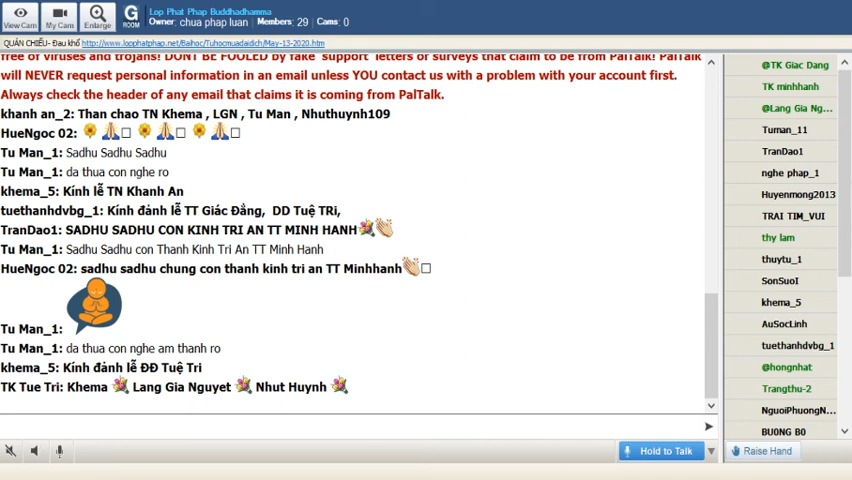 View Cam
My Cam
Enlarge
G ROOM
Lop Phat Phap Buddhadhamma
Owner: chua phap luan Members: 29 Cams: 0
QUÁN CHIẾU- Đau khổ http://www.lopphatphap.net/Baihoc/Tuhocmuadaidich/May-13-2020.htm
free of viruses and trojans! DONT BE FOOLED by fake 'support' letters or surveys that claim to be from PalTalk! PalTalk
will NEVER request personal information in an email unless YOU contact us with a problem with your account first.
Always check the header of any email that claims it is coming from PalTalk.
khanh an_2: Than chao TN Khema , LGN , Tu Man , Nhuthuynh109
HueNgoc 02:
Tu Man_1: Sadhu Sadhu Sadhu
Tu Man_1: da thua con nghe ro
khema_5: Kính lễ TN Khanh An
tuethanhdvbg_1: Kính đảnh lễ TT Giác Đẳng, DD Tuệ TRi,
TranDao1: SADHU SADHU CON KINH TRI AN TT MINH HANH
Tu Man_1: Sadhu Sadhu con Thanh Kinh Tri An TT Minh Hanh
HueNgoc 02: sadhu sadhu chung con thanh kinh tri an TT Minhhanh
Tu Man_1:
Tu Man_1: da thua con nghe am thanh ro
khema_5: Kính đảnh lễ ĐĐ Tuệ Tri
TK Tue Tri: Khema Lang Gia Nguyet Nhut Huynh
Hold to Talk
@TK Giac Dang
TK minhhanh
@Lang Gia Ng...
Tuman_11
TranDao1
nghe phap_1
Huyenmong2013
TRAI TIM_VUI
thy lam
thuytu_1
SonSuoI
khema_5
AuSocLinh
tuethanhdvbg_1
@hongnhat
Trangthu-2
NguoiPhuongN...
BU0NG B0
Raise Hand